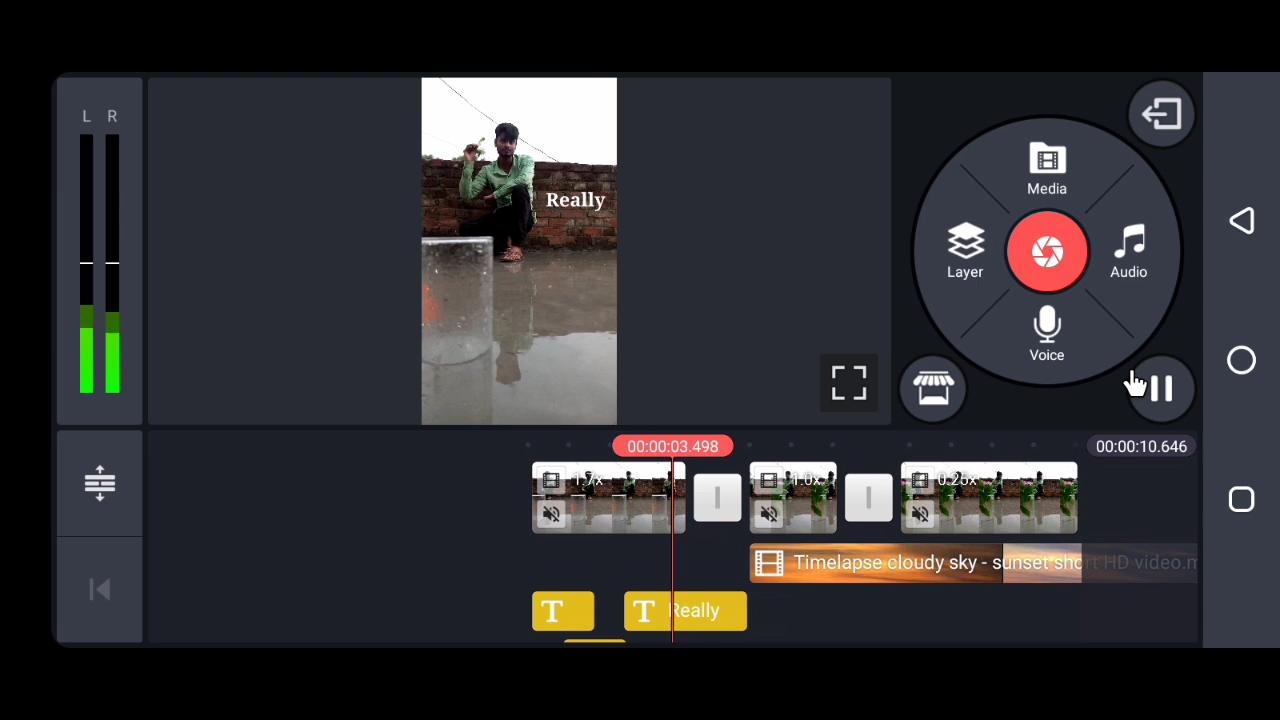 L R
Really
Media
Layer
Audio
Voice
00:00:03.498
00:00:10.646
1.7x
1.0x
0.25x
Timelapse cloudy sky - sunset short HD video.m
T
T Really